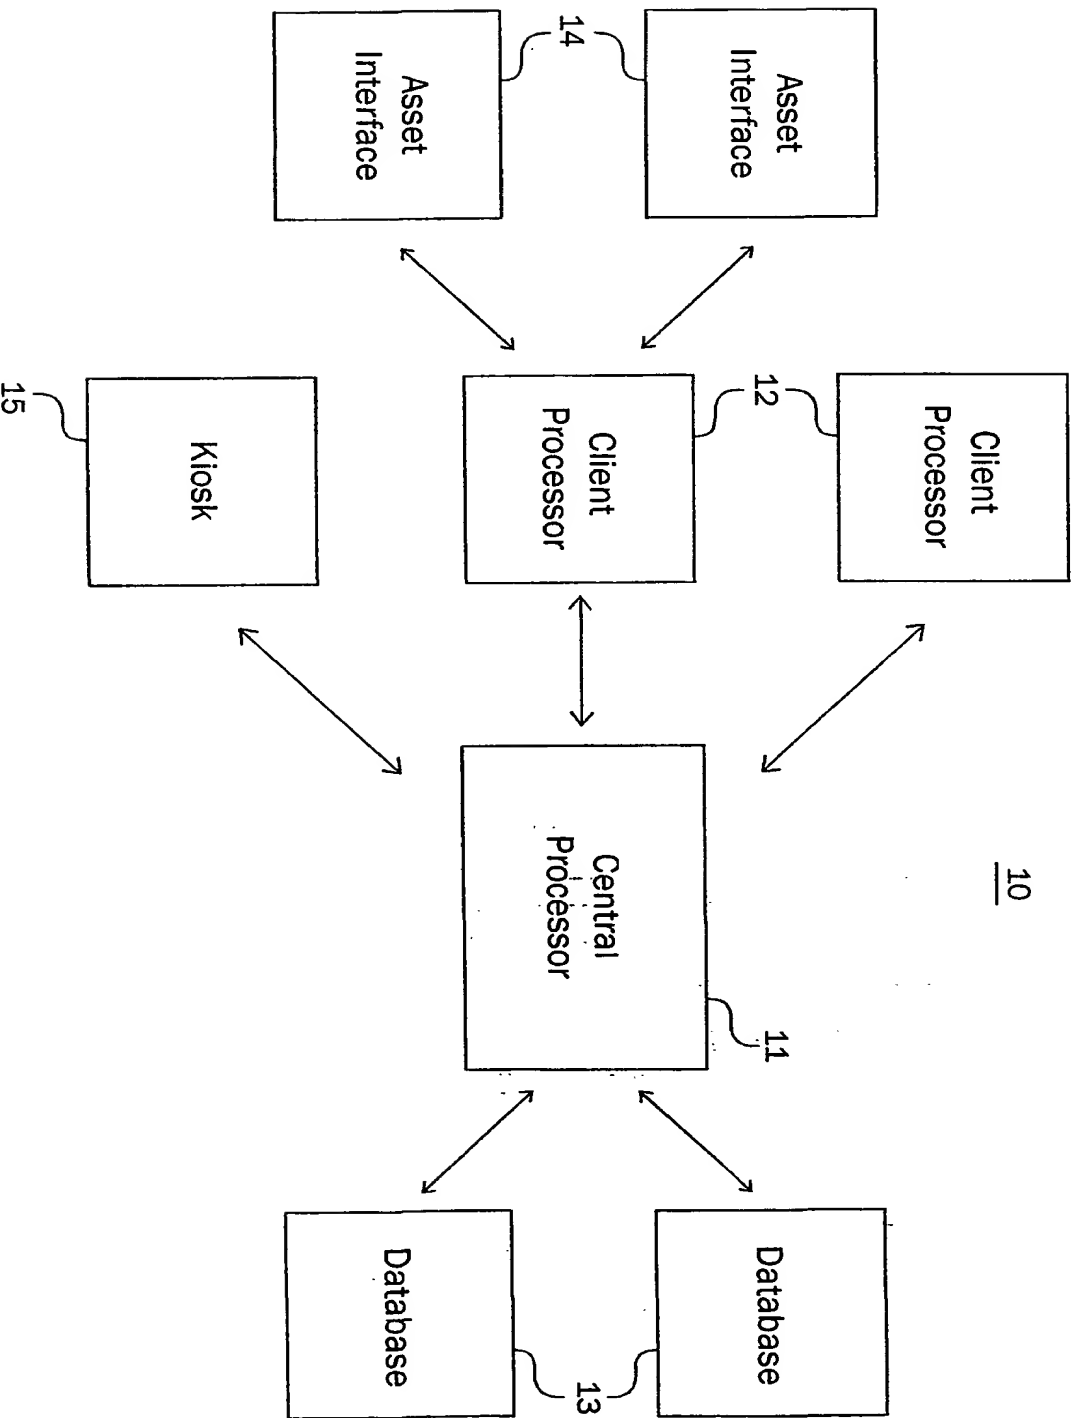 10
Client
Processor
Asset
Interface
12
11
Database
14
Client
Processor
Central
Processor
13
Asset
Interface
Database
Kiosk
15